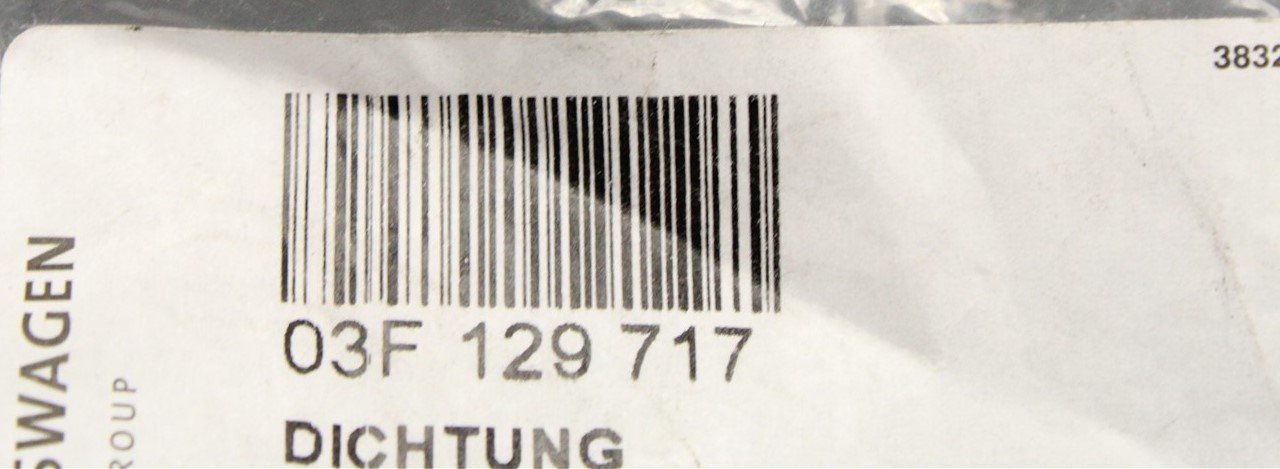 3832
03F 129 717
DICHTUNG
SWAGEN
ROUP